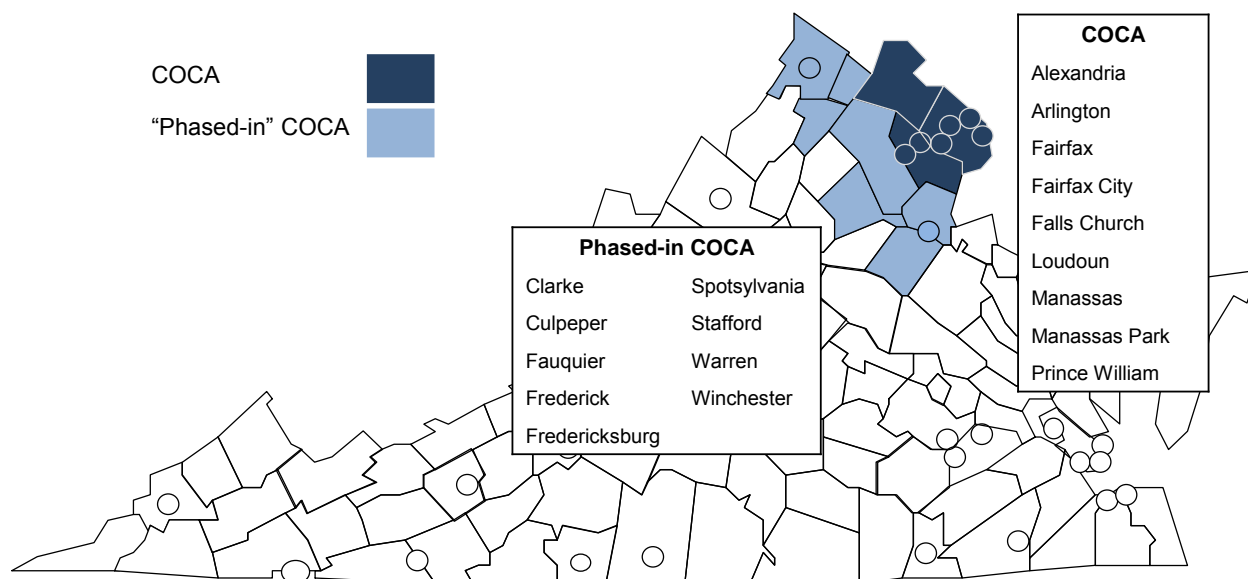 COCA
“Phased-in” COCA
Phased-in COCA
Clarke Spotsylvania
Culpeper Stafford
Fauquier Warren
Frederick Winchester
Fredericksburg
COCA
Alexandria
Arlington
Fairfax
Fairfax City
Falls Church
Loudoun
Manassas
Manassas Park
Prince William